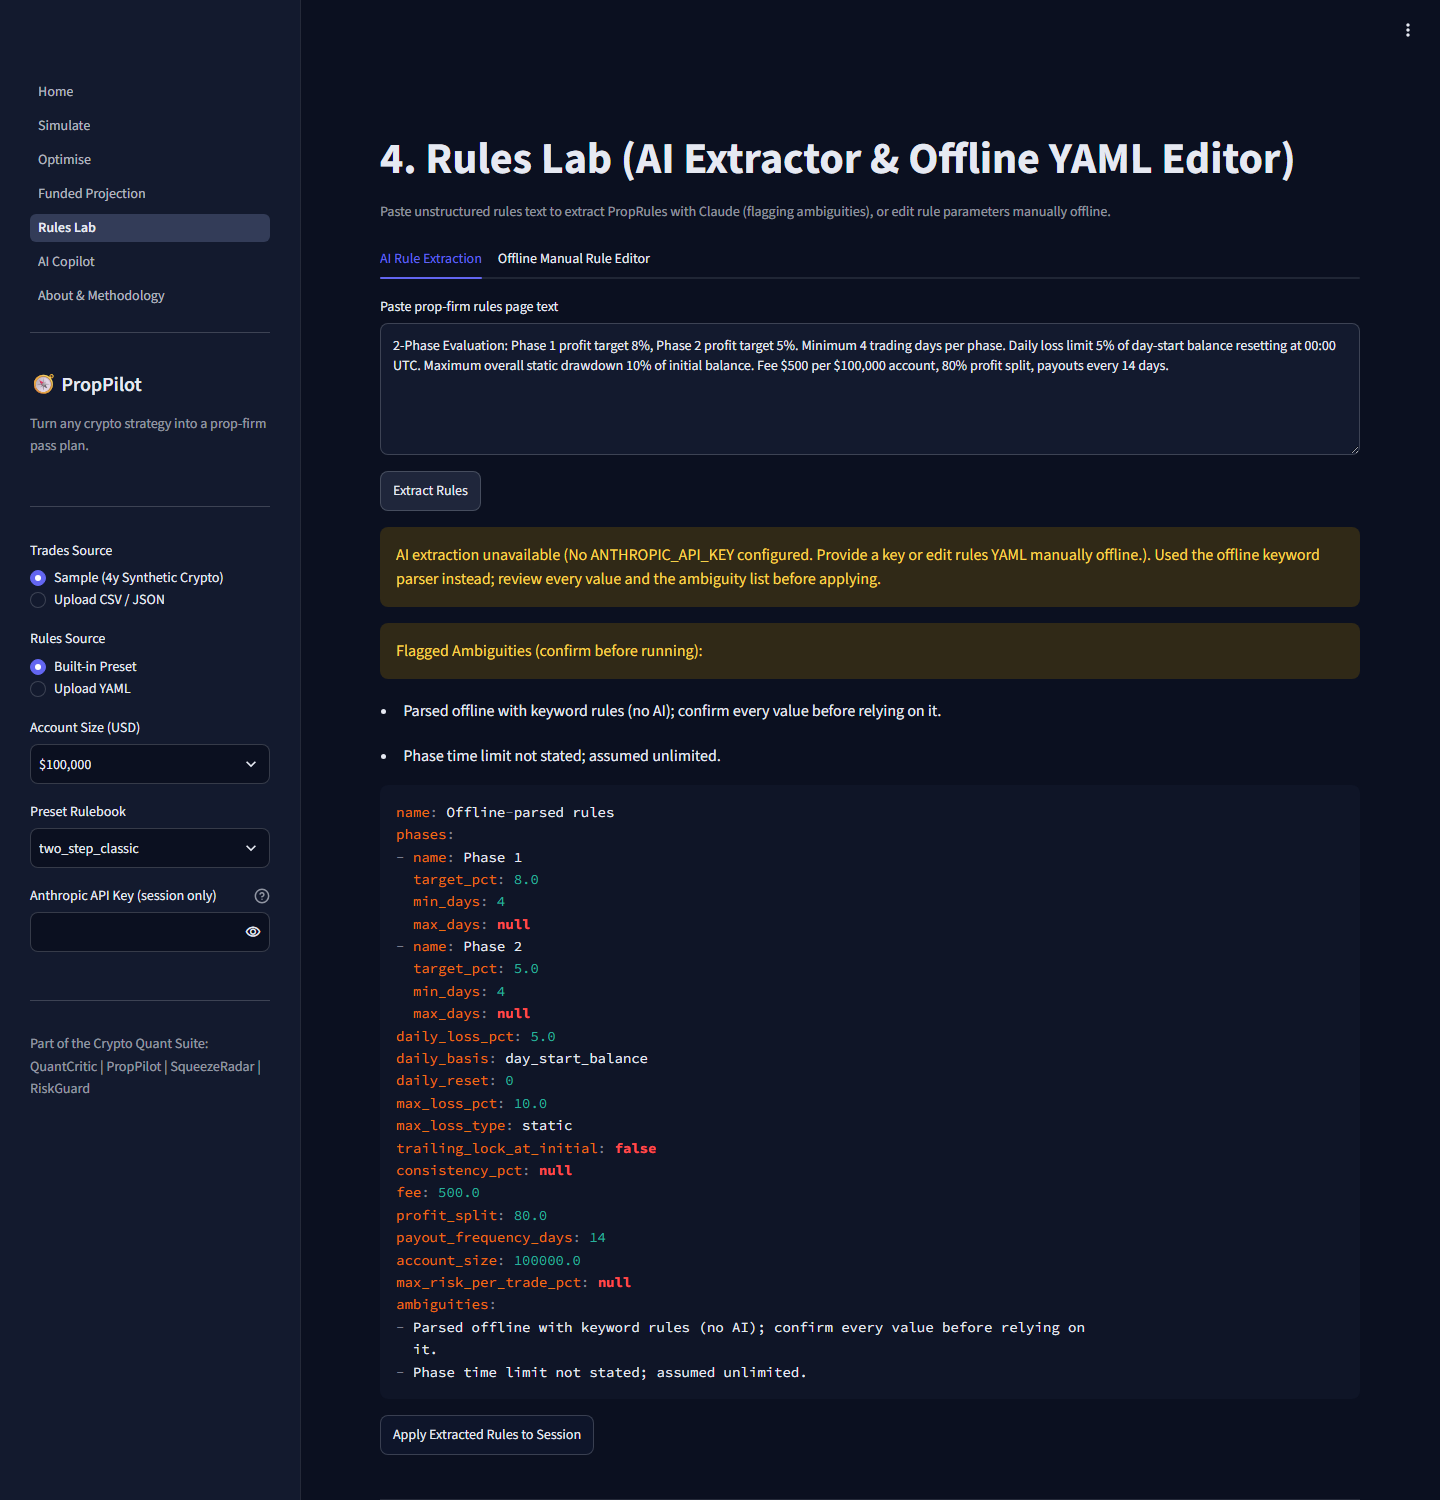 Home
Simulate
Optimise
Funded Projection
Rules Lab
AI Copilot
About & Methodology
PropPilot
Turn any crypto strategy into a prop-firm
pass plan.
Trades Source
Sample (4y Synthetic Crypto)
Upload CSV / JSON
Rules Source
Built-in Preset
Upload YAML
Account Size (USD)
$100,000
Preset Rulebook
two_step_classic
Anthropic API Key (session only)
Part of the Crypto Quant Suite:
QuantCritic | PropPilot | SqueezeRadar |
RiskGuard
4. Rules Lab (AI Extractor & Offline YAML Editor)
Paste unstructured rules text to extract PropRules with Claude (flagging ambiguities), or edit rule parameters manually offline.
AI Rule Extraction
Offline Manual Rule Editor
Paste prop-firm rules page text
2-Phase Evaluation: Phase 1 profit target 8%, Phase 2 profit target 5%. Minimum 4 trading days per phase. Daily loss limit 5% of day-start balance resetting at 00:00
UTC. Maximum overall static drawdown 10% of initial balance. Fee $500 per $100,000 account, 80% profit split, payouts every 14 days.
Extract Rules
AI extraction unavailable (No ANTHROPIC_API_KEY configured. Provide a key or edit rules YAML manually offline.). Used the offline keyword
parser instead; review every value and the ambiguity list before applying.
Flagged Ambiguities (confirm before running):
• Parsed offline with keyword rules (no AI); confirm every value before relying on it.
• Phase time limit not stated; assumed unlimited.
name: Offline-parsed rules
phases:
- name: Phase 1
  target_pct: 8.0
  min_days: 4
  max_days: null
- name: Phase 2
  target_pct: 5.0
  min_days: 4
  max_days: null
daily_loss_pct: 5.0
daily_basis: day_start_balance
daily_reset: 0
max_loss_pct: 10.0
max_loss_type: static
trailing_lock_at_initial: false
consistency_pct: null
fee: 500.0
profit_split: 80.0
payout_frequency_days: 14
account_size: 100000.0
max_risk_per_trade_pct: null
ambiguities:
- Parsed offline with keyword rules (no AI); confirm every value before relying on
  it.
- Phase time limit not stated; assumed unlimited.
Apply Extracted Rules to Session